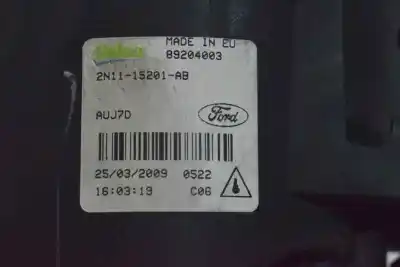 Valeo
MADE IN EU
89204003
2N11-15201-AB
AUJ7D
Ford
25/03/2009 0522
16:03:19 C06